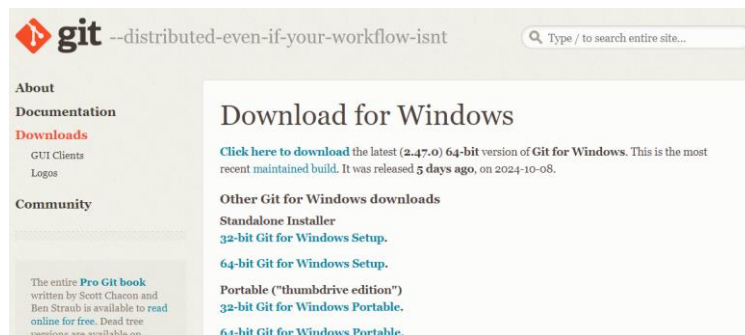 git --distributed-even-if-your-workflow-isnt
Type / to search entire site...
About
Documentation
Downloads
GUI Clients
Logos
Community
The entire Pro Git book
written by Scott Chacon and
Ben Straub is available to read
online for free. Dead tree
versions are available on
Download for Windows
Click here to download the latest (2.47.0) 64-bit version of Git for Windows. This is the most
recent maintained build. It was released 5 days ago, on 2024-10-08.
Other Git for Windows downloads
Standalone Installer
32-bit Git for Windows Setup.
64-bit Git for Windows Setup.
Portable ("thumbdrive edition")
32-bit Git for Windows Portable.
64-bit Git for Windows Portable.